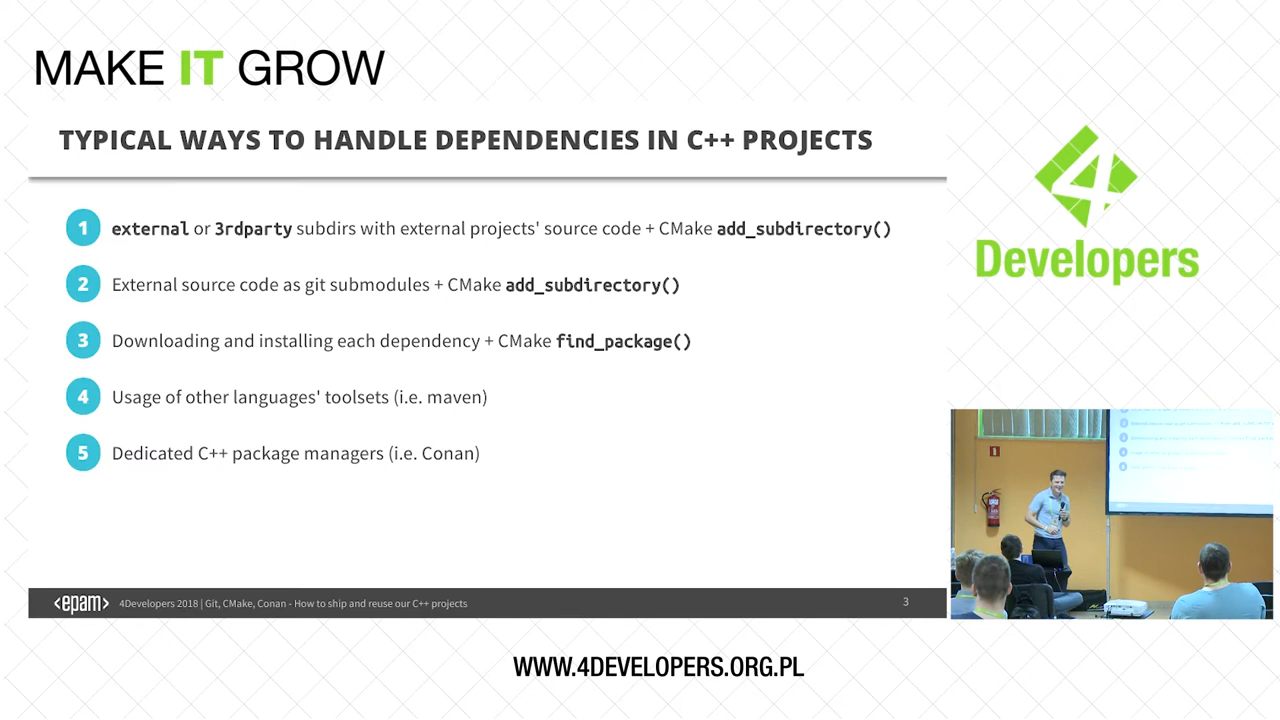 MAKE IT GROW
TYPICAL WAYS TO HANDLE DEPENDENCIES IN C++ PROJECTS
1 external or 3rdparty subdirs with external projects' source code + CMake add_subdirectory()
2 External source code as git submodules + CMake add_subdirectory()
3 Downloading and installing each dependency + CMake find_package()
4 Usage of other languages' toolsets (i.e. maven)
5 Dedicated C++ package managers (i.e. Conan)
<epam> 4Developers 2018 | Git, CMake, Conan - How to ship and reuse our C++ projects 3
4
Developers
WWW.4DEVELOPERS.ORG.PL